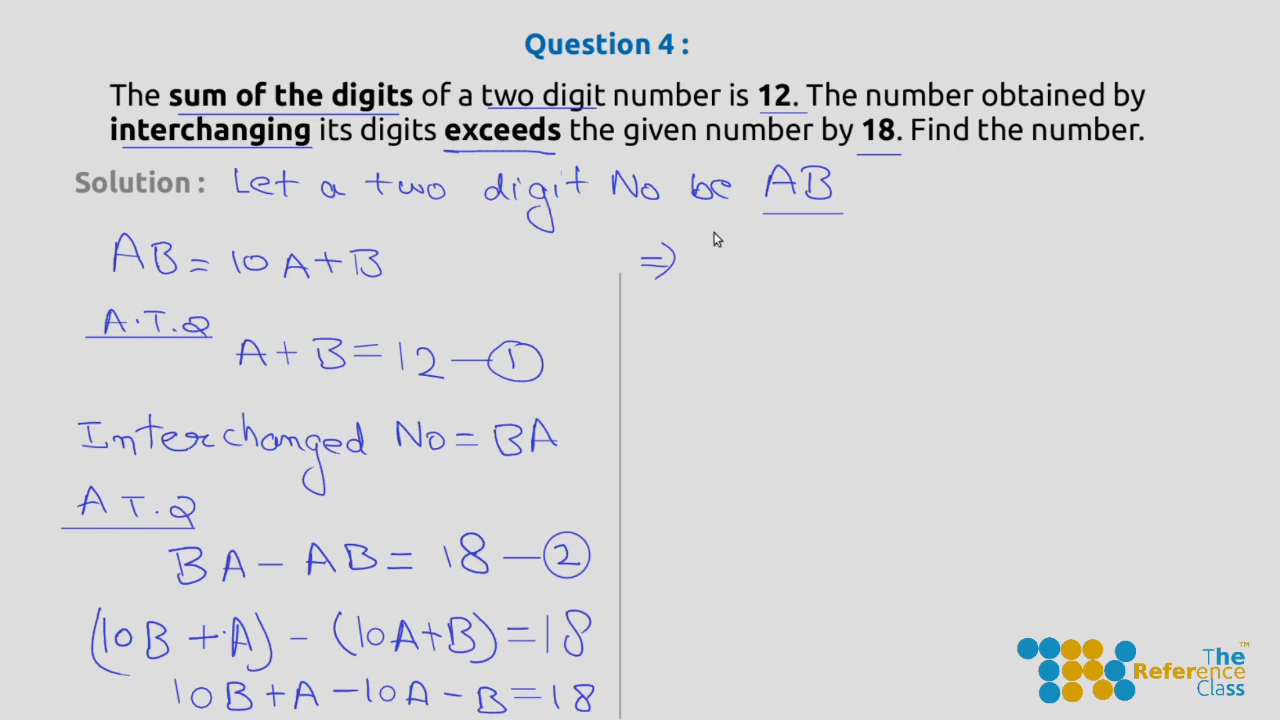 Question 4 :
The sum of the digits of a two digit number is 12. The number obtained by
interchanging its digits exceeds the given number by 18. Find the number.
Solution : Let a two digit No be AB
AB = 10A+B
A.T.Q
A+B = 12 — ①
Interchanged No = BA
A T.Q
BA - AB = 18 — ②
(10B + A) - (10A+B) = 18
10B + A - 10A - B = 18
⇒
The
Reference
Class
™